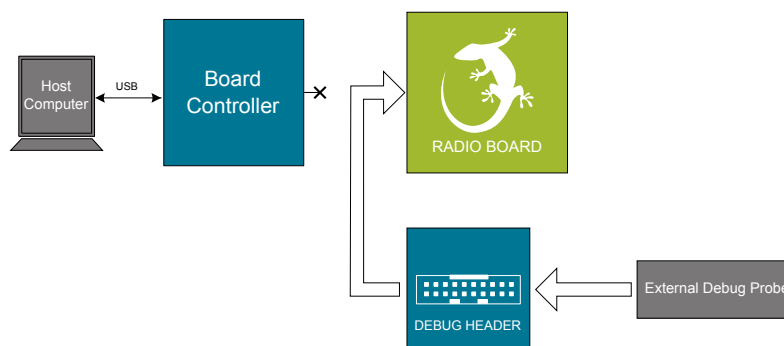 Host
Computer
USB
Board
Controller
RADIO BOARD
DEBUG HEADER
External Debug Probe